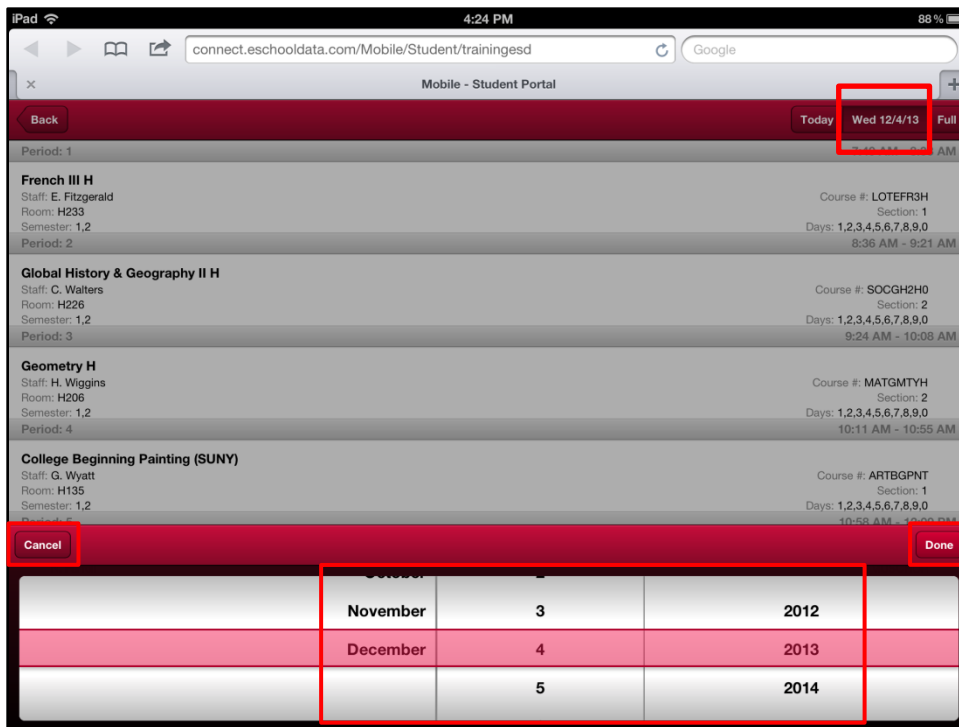 iPad 4:24 PM 88%
connect.eschooldata.com/Mobile/Student/trainingesd Google
Mobile - Student Portal
Back Today Wed 12/4/13 Full
Period: 1
French III H
Staff: E. Fitzgerald Course #: LOTEFR3H
Room: H233 Section: 1
Semester: 1,2 Days: 1,2,3,4,5,6,7,8,9,0
Period: 2 8:36 AM - 9:21 AM
Global History & Geography II H
Staff: C. Walters Course #: SOCGH2H0
Room: H226 Section: 2
Semester: 1,2 Days: 1,2,3,4,5,6,7,8,9,0
Period: 3 9:24 AM - 10:08 AM
Geometry H
Staff: H. Wiggins Course #: MATGMTYH
Room: H206 Section: 2
Semester: 1,2 Days: 1,2,3,4,5,6,7,8,9,0
Period: 4 10:11 AM - 10:55 AM
College Beginning Painting (SUNY)
Staff: G. Wyatt Course #: ARTBGPNT
Room: H135 Section: 1
Semester: 1,2 Days: 1,2,3,4,5,6,7,8,9,0
Period: 5 10:58 AM
Cancel Done
October 2
November 3 2012
December 4 2013
5 2014